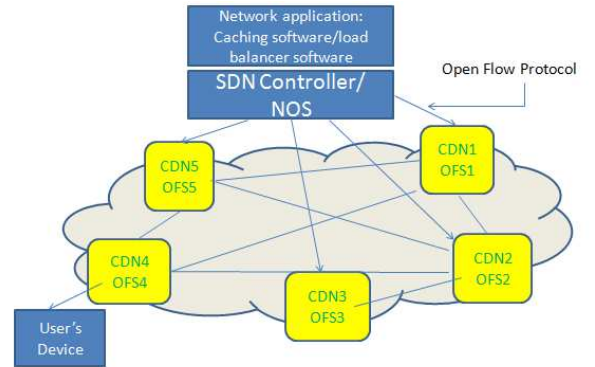 Network application:
Caching software/load
balancer software
SDN Controller/
NOS
Open Flow Protocol
CDN5
OFS5
CDN1
OFS1
CDN4
OFS4
CDN3
OFS3
CDN2
OFS2
User's
Device